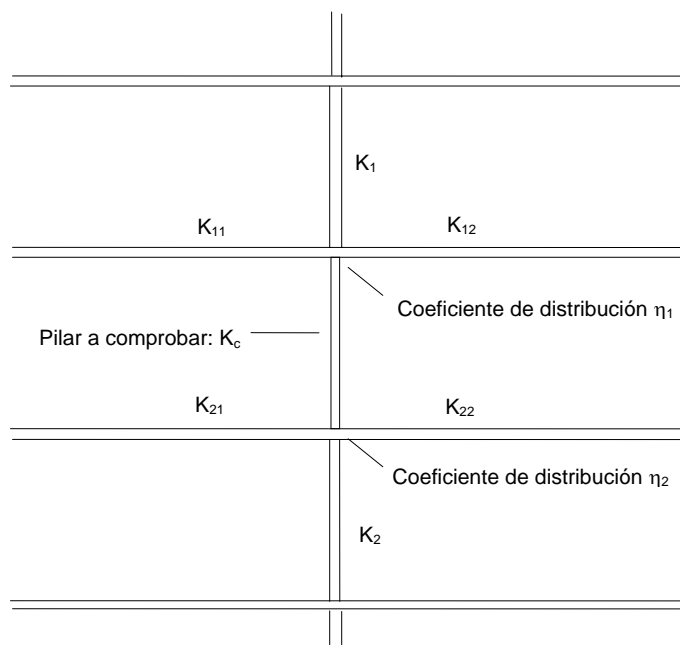 K₁
K₁₁ K₁₂
Coeficiente de distribución η₁
Pilar a comprobar: K꜀
K₂₁ K₂₂
Coeficiente de distribución η₂
K₂